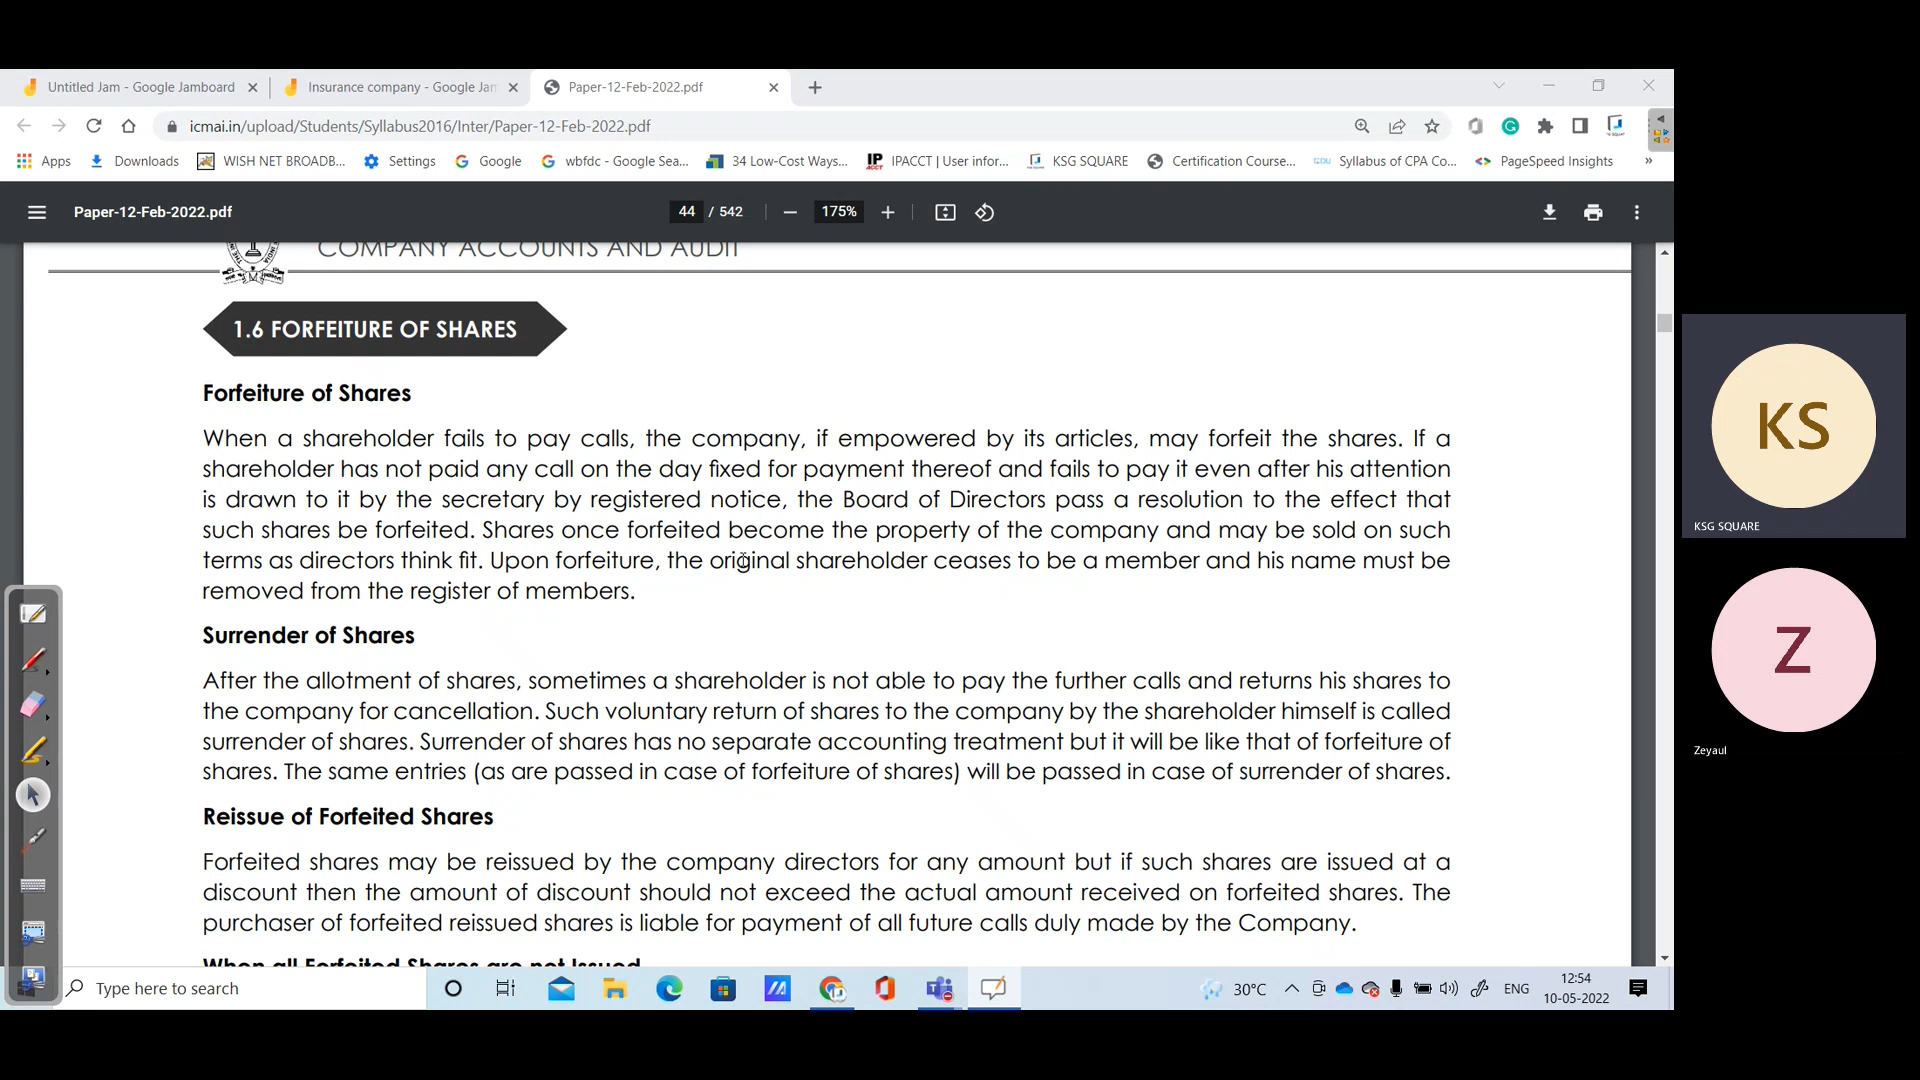 Untitled Jam - Google Jamboard
Insurance company - Google Jam
Paper-12-Feb-2022.pdf
icmai.in/upload/Students/Syllabus2016/Inter/Paper-12-Feb-2022.pdf
Apps
Downloads
WISH NET BROADB...
Settings
Google
wbfdc - Google Sea...
34 Low-Cost Ways...
IPACCT | User infor...
KSG SQUARE
Certification Course...
Syllabus of CPA Co...
PageSpeed Insights
»
Paper-12-Feb-2022.pdf
44 / 542
175%
COMPANY ACCOUNTS AND AUDIT
1.6 FORFEITURE OF SHARES
Forfeiture of Shares
When a shareholder fails to pay calls, the company, if empowered by its articles, may forfeit the shares. If a
shareholder has not paid any call on the day fixed for payment thereof and fails to pay it even after his attention
is drawn to it by the secretary by registered notice, the Board of Directors pass a resolution to the effect that
such shares be forfeited. Shares once forfeited become the property of the company and may be sold on such
terms as directors think fit. Upon forfeiture, the original shareholder ceases to be a member and his name must be
removed from the register of members.
Surrender of Shares
After the allotment of shares, sometimes a shareholder is not able to pay the further calls and returns his shares to
the company for cancellation. Such voluntary return of shares to the company by the shareholder himself is called
surrender of shares. Surrender of shares has no separate accounting treatment but it will be like that of forfeiture of
shares. The same entries (as are passed in case of forfeiture of shares) will be passed in case of surrender of shares.
Reissue of Forfeited Shares
Forfeited shares may be reissued by the company directors for any amount but if such shares are issued at a
discount then the amount of discount should not exceed the actual amount received on forfeited shares. The
purchaser of forfeited reissued shares is liable for payment of all future calls duly made by the Company.
When all Forfeited Shares are not Issued
KS
KSG SQUARE
Z
Zeyaul
Type here to search
30°C
ENG
12:54
10-05-2022